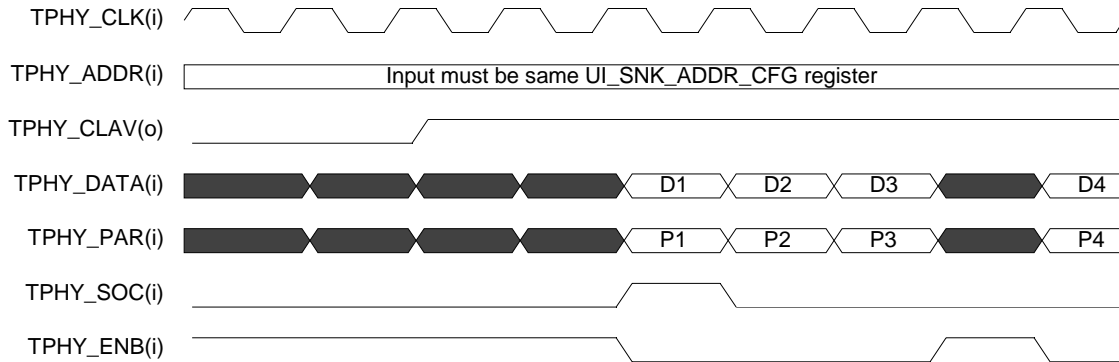 TPHY_CLK(i)
TPHY_ADDR(i) Input must be same UI_SNK_ADDR_CFG register
TPHY_CLAV(o)
TPHY_DATA(i) D1 D2 D3 D4
TPHY_PAR(i) P1 P2 P3 P4
TPHY_SOC(i)
TPHY_ENB(i)